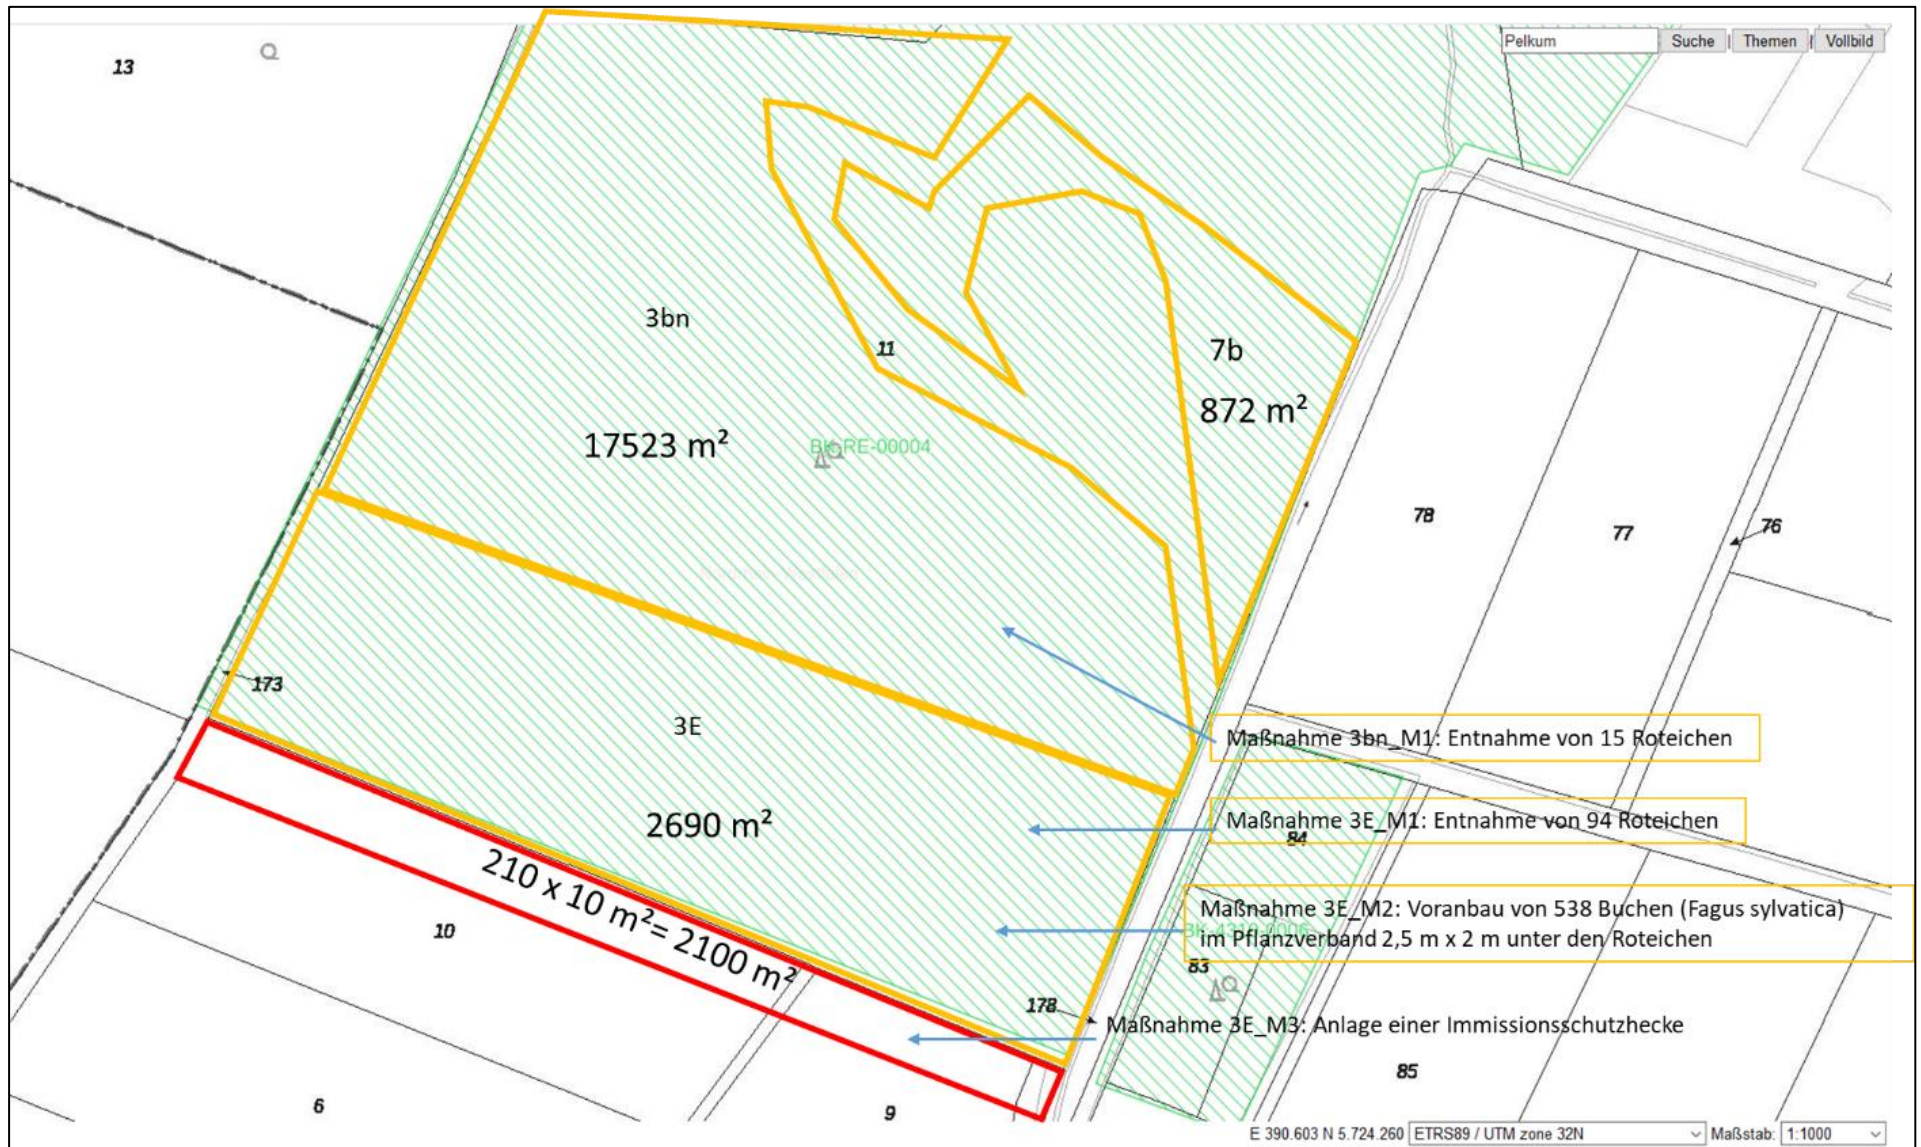 Pelkum
Suche
Themen
Vollbild
13
3bn
11
7b
872 m²
17523 m²
BK-RE-00004
78
77
76
173
3E
Maßnahme 3bn_M1: Entnahme von 15 Roteichen
2690 m²
Maßnahme 3E_M1: Entnahme von 94 Roteichen
84
210 x 10 m²= 2100 m²
10
Maßnahme 3E_M2: Voranbau von 538 Buchen (Fagus sylvatica)
im Pflanzverband 2,5 m x 2 m unter den Roteichen
83
178
Maßnahme 3E_M3: Anlage einer Immissionsschutzhecke
85
6
9
E 390.603 N 5.724.260 ETRS89 / UTM zone 32N Maßstab: 1:1000